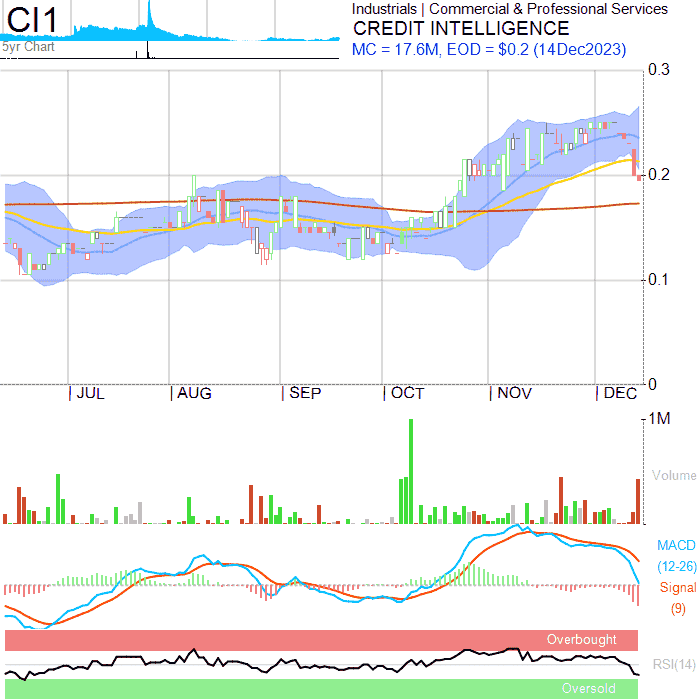 CI1
5yr Chart
Industrials | Commercial & Professional Services
CREDIT INTELLIGENCE
MC = 17.6M, EOD = $0.2 (14Dec2023)
0.3
0.2
0.1
0
JUL AUG SEP OCT NOV DEC
1M
Volume
MACD
(12-26)
Signal
(9)
Overbought
RSI(14)
Oversold